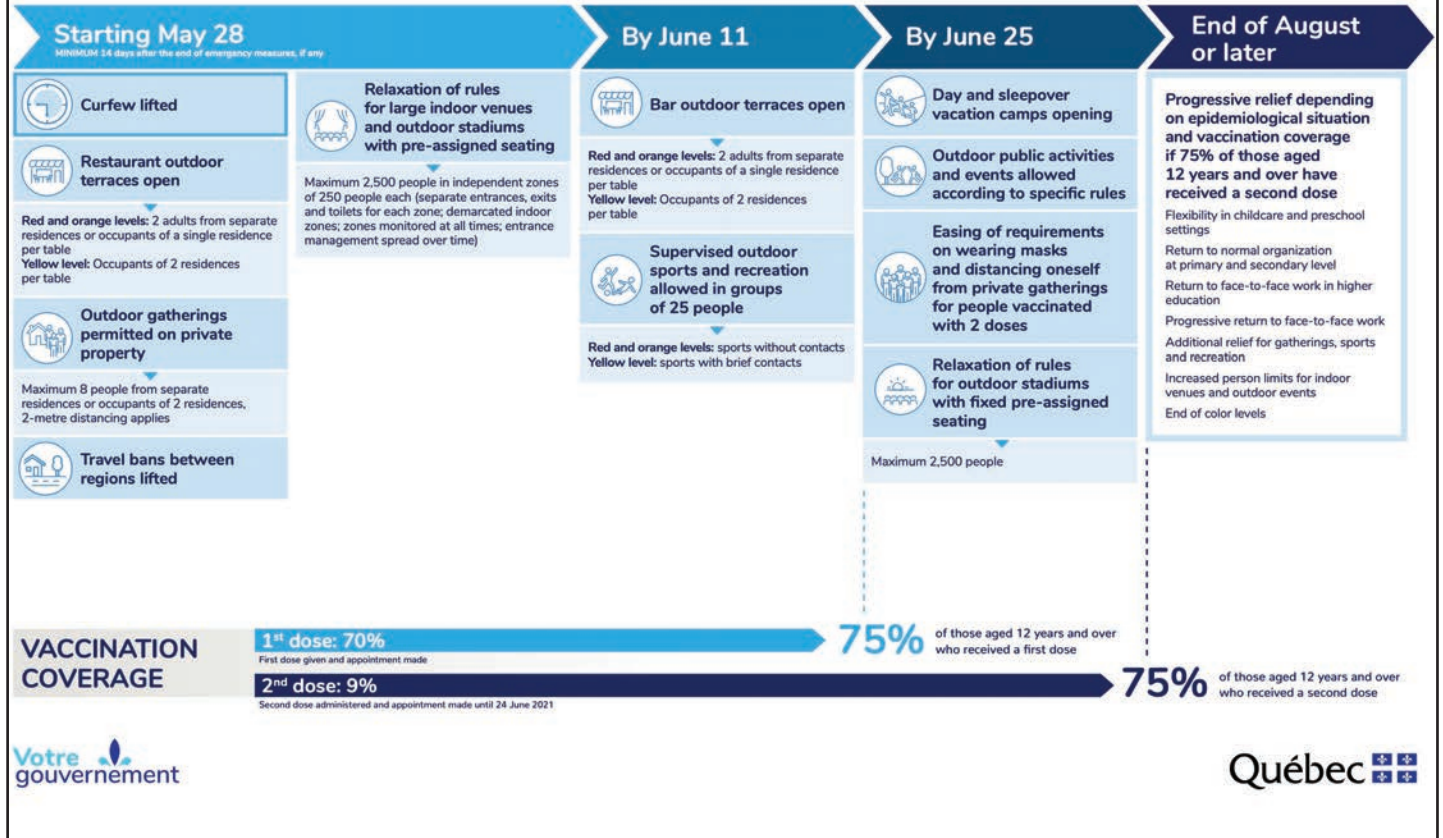 Starting May 28
MINIMUM 14 days after the end of emergency measures, if any
Curfew lifted
Restaurant outdoor
terraces open
Red and orange levels: 2 adults from separate
residences or occupants of a single residence
per table
Yellow level: Occupants of 2 residences
per table
Outdoor gatherings
permitted on private
property
Maximum 8 people from separate
residences or occupants of 2 residences,
2-metre distancing applies
Travel bans between
regions lifted
Relaxation of rules
for large indoor venues
and outdoor stadiums
with pre-assigned seating
Maximum 2,500 people in independent zones
of 250 people each (separate entrances, exits
and toilets for each zone; demarcated indoor
zones; zones monitored at all times; entrance
management spread over time)
By June 11
Bar outdoor terraces open
Red and orange levels: 2 adults from separate
residences or occupants of a single residence
per table
Yellow level: Occupants of 2 residences
per table
Supervised outdoor
sports and recreation
allowed in groups
of 25 people
Red and orange levels: sports without contacts
Yellow level: sports with brief contacts
By June 25
Day and sleepover
vacation camps opening
Outdoor public activities
and events allowed
according to specific rules
Easing of requirements
on wearing masks
and distancing oneself
from private gatherings
for people vaccinated
with 2 doses
Relaxation of rules
for outdoor stadiums
with fixed pre-assigned
seating
Maximum 2,500 people
End of August
or later
Progressive relief depending
on epidemiological situation
and vaccination coverage
if 75% of those aged
12 years and over have
received a second dose
Flexibility in childcare and preschool
settings
Return to normal organization
at primary and secondary level
Return to face-to-face work in higher
education
Progressive return to face-to-face work
Additional relief for gatherings, sports
and recreation
Increased person limits for indoor
venues and outdoor events
End of color levels
VACCINATION
COVERAGE
1st dose: 70%
First dose given and appointment made
75%
of those aged 12 years and over
who received a first dose
2nd dose: 9%
Second dose administered and appointment made until 24 June 2021
75%
of those aged 12 years and over
who received a second dose
Votre
gouvernement
Québec